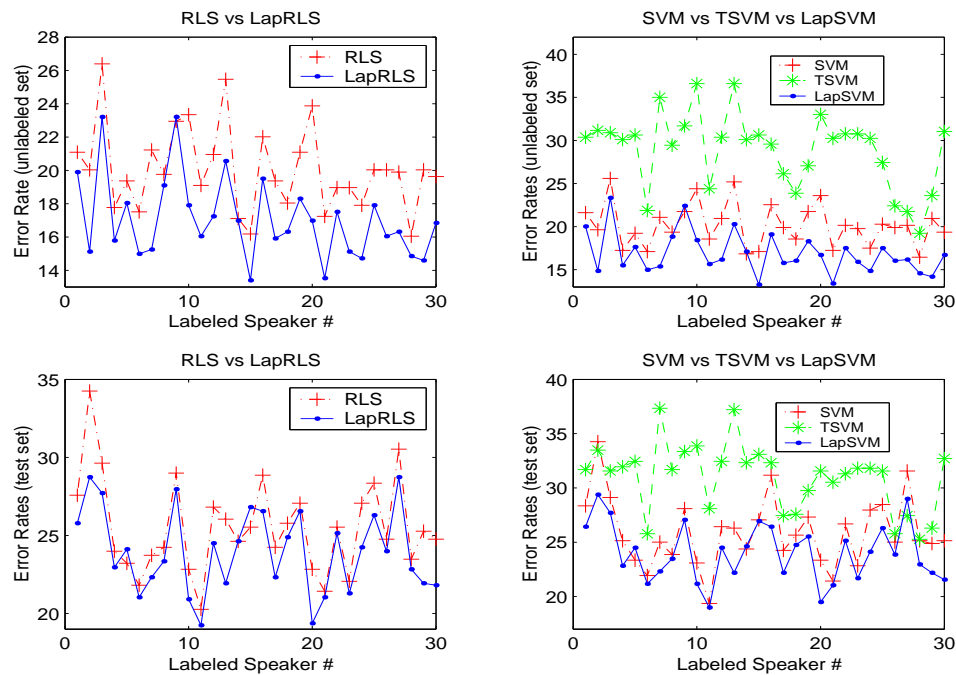 RLS vs LapRLS
28
26
24
22
20
18
16
14
Error Rate (unlabeled set)
RLS
LapRLS
0
10
20
30
Labeled Speaker #
SVM vs TSVM vs LapSVM
40
35
30
25
20
15
Error Rates (unlabeled set)
SVM
TSVM
LapSVM
0
10
20
30
Labeled Speaker #
RLS vs LapRLS
35
30
25
20
Error Rates (test set)
RLS
LapRLS
0
10
20
30
Labeled Speaker #
SVM vs TSVM vs LapSVM
40
35
30
25
20
Error Rates (test set)
SVM
TSVM
LapSVM
0
10
20
30
Labeled Speaker #